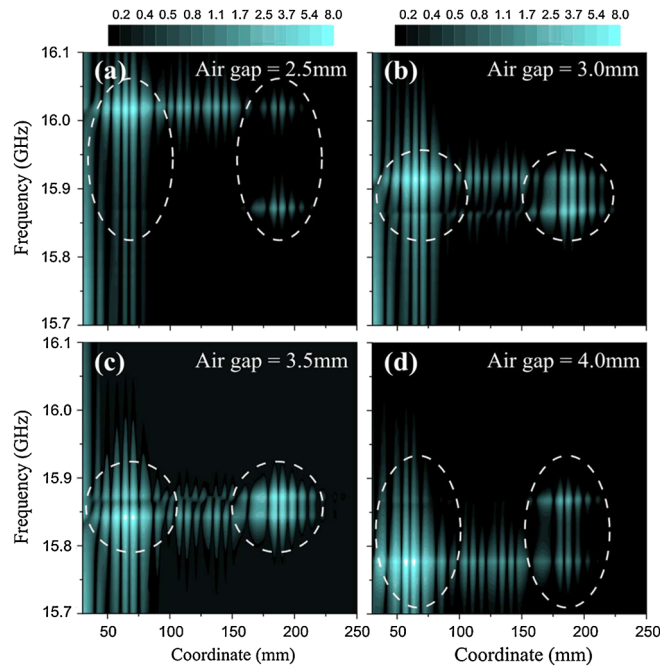 0.2 0.4 0.8 1.1 1.7 2.5 3.7 5.4 8.0
0.2 0.4 0.8 1.1 1.7 2.5 3.7 5.4 8.0
(a) Air gap = 2.5mm
(b) Air gap = 3.0mm
16.1
16.0
15.9
15.8
15.7
Frequency (GHz)
(c) Air gap = 3.5mm
(d) Air gap = 4.0mm
16.1
16.0
15.9
15.8
15.7
Frequency (GHz)
50 100 150 200 250
50 100 150 200 250
Coordinate (mm)
Coordinate (mm)